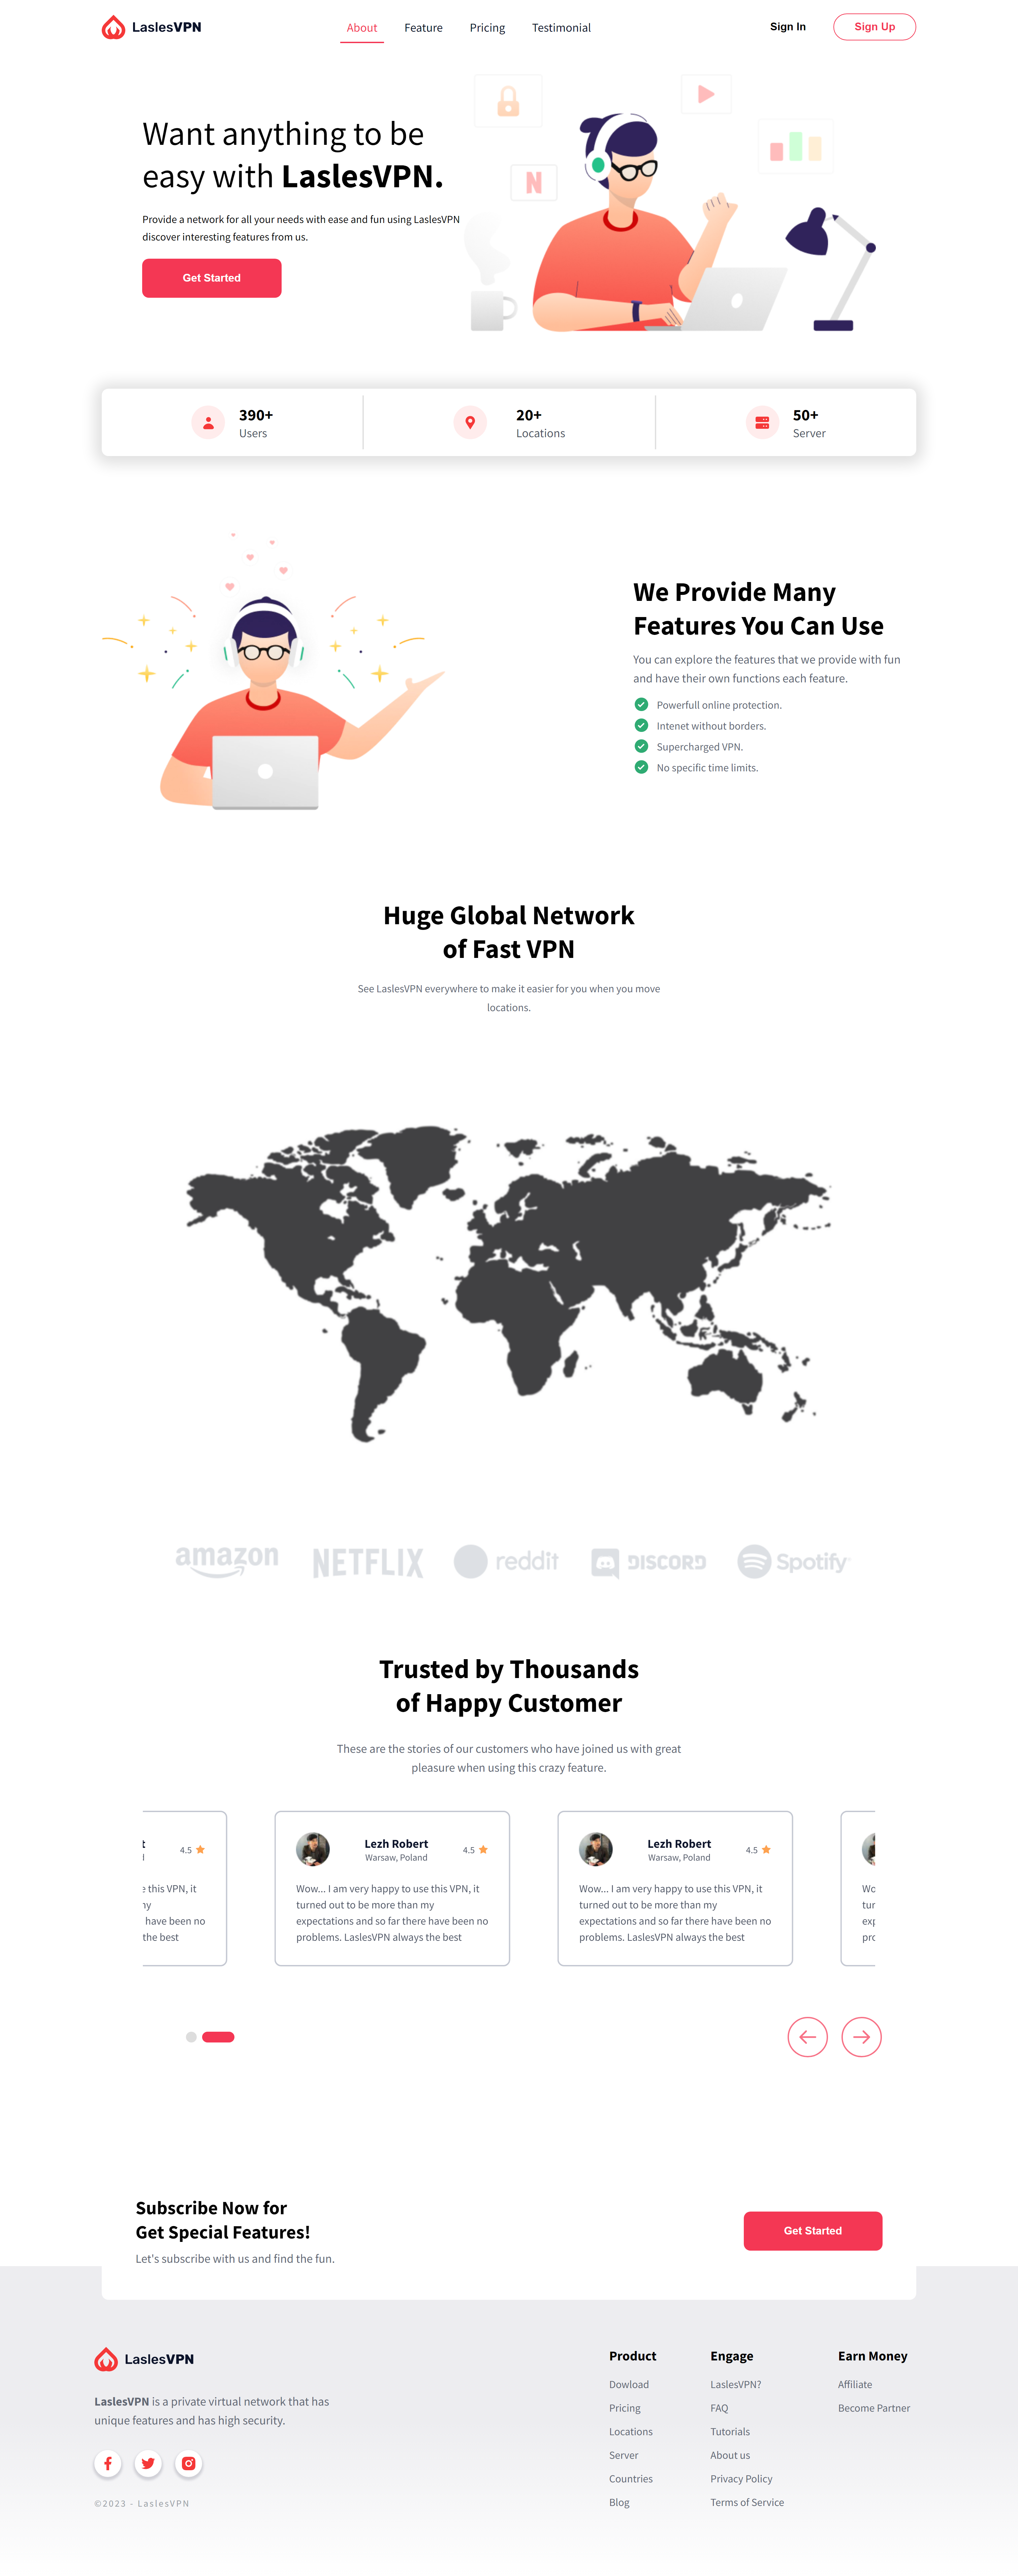 LaslesVPN
About
Feature
Pricing
Testimonial
Sign In
Sign Up
Want anything to be
easy with LaslesVPN.
Provide a network for all your needs with ease and fun using LaslesVPN
discover interesting features from us.
Get Started
N
390+
Users
20+
Locations
50+
Server
We Provide Many
Features You Can Use
You can explore the features that we provide with fun
and have their own functions each feature.
Powerfull online protection.
Intenet without borders.
Supercharged VPN.
No specific time limits.
Huge Global Network
of Fast VPN
See LaslesVPN everywhere to make it easier for you when you move
locations.
amazon
NETFLIX
reddit
DISCORD
Spotify
Trusted by Thousands
of Happy Customer
These are the stories of our customers who have joined us with great
pleasure when using this crazy feature.
4.5
this VPN, it
have been no
the best
Lezh Robert
Warsaw, Poland
4.5
Wow... I am very happy to use this VPN, it
turned out to be more than my
expectations and so far there have been no
problems. LaslesVPN always the best
Lezh Robert
Warsaw, Poland
4.5
Wow... I am very happy to use this VPN, it
turned out to be more than my
expectations and so far there have been no
problems. LaslesVPN always the best
Subscribe Now for
Get Special Features!
Let's subscribe with us and find the fun.
Get Started
LaslesVPN
LaslesVPN is a private virtual network that has
unique features and has high security.
©2023 - LaslesVPN
Product
Dowload
Pricing
Locations
Server
Countries
Blog
Engage
LaslesVPN?
FAQ
Tutorials
About us
Privacy Policy
Terms of Service
Earn Money
Affiliate
Become Partner